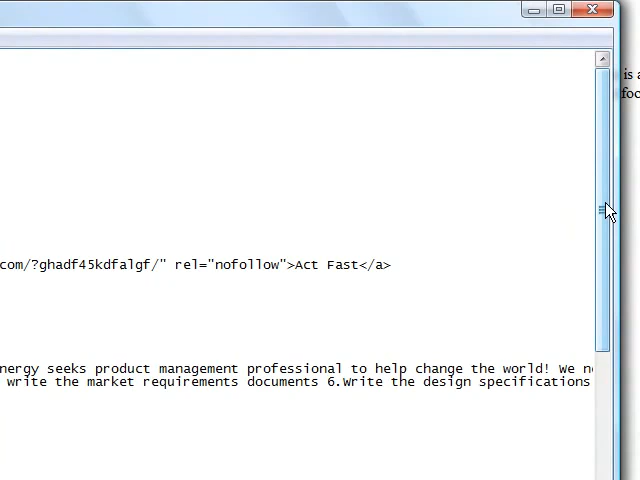 is a
foc
com/?ghadf45kdfalgf/" rel="nofollow">Act Fast</a>
nergy seeks product management professional to help change the world! We n
write the market requirements documents 6.Write the design specifications